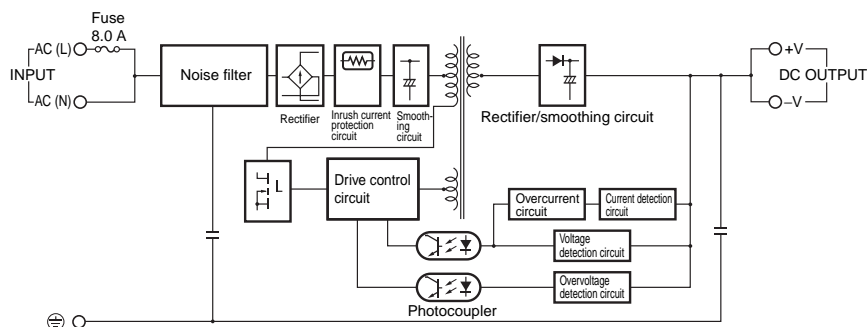 Fuse
8.0 A
AC (L)
INPUT
AC (N)
Noise filter
Rectifier
Inrush current
protection
circuit
Smooth-
ing
circuit
Rectifier/smoothing circuit
+V
DC OUTPUT
–V
Drive control
circuit
Overcurrent
circuit
Current detection
circuit
Voltage
detection circuit
Overvoltage
detection circuit
Photocoupler